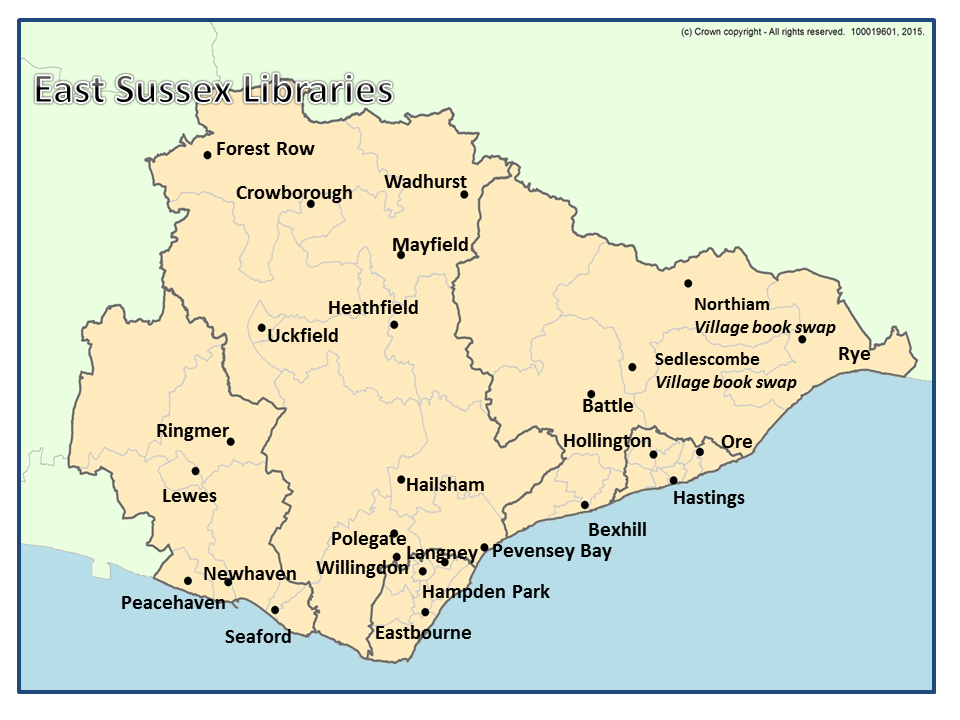 (c) Crown copyright - All rights reserved. 100019601, 2015.
East Sussex Libraries
Forest Row
Crowborough
Wadhurst
Mayfield
Heathfield
Uckfield
Northiam
Village book swap
Rye
Sedlescombe
Village book swap
Battle
Ringmer
Hollington
Ore
Lewes
Hailsham
Hastings
Bexhill
Polegate
Langney
Pevensey Bay
Willingdon
Newhaven
Hampden Park
Peacehaven
Seaford
Eastbourne